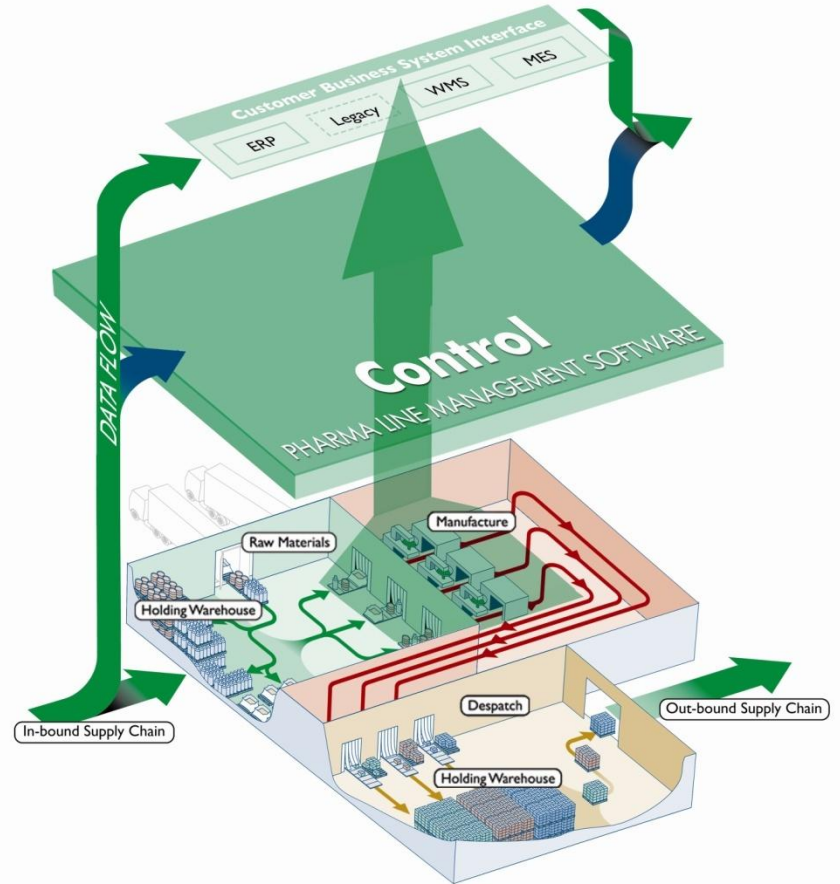 Customer Business System Interface
ERP
Legacy
WMS
MES
DATA FLOW
Control
PHARMA LINE MANAGEMENT SOFTWARE
Manufacture
Raw Materials
Holding Warehouse
In-bound Supply Chain
Despatch
Out-bound Supply Chain
Holding Warehouse